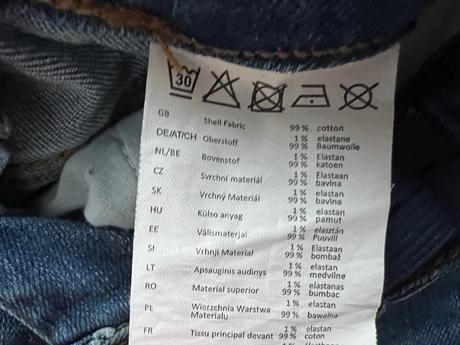 30
GB Shell Fabric 99 % cotton
1 % elastane
DE/AT/CH Oberstoff 99 % Baumwolle
1 % Elastan
NL/BE Bovenstof 99 % katoen
1 % Elastaan
CZ Svrchní materiál 99 % bavlna
1 % elastan
SK Vrchný Materiál 99 % bavlna
1 % elastan
HU Külso anyag 99 % pamut
1 % elasztán
EE Välismaterjal 99 % Puuvill
1 % Elastaan
SI Vrhnji Material 99 % bombaž
1 % elastan
LT Apsauginis audinys 99 % medvilne
1 % elastanas
RO Material superior 99 % bumbac
1 % elastan
PL Wierzchnia Warstwa
Materialu 99 % bawelna
1 % elastan
FR Tissu principal devant 99 % coton